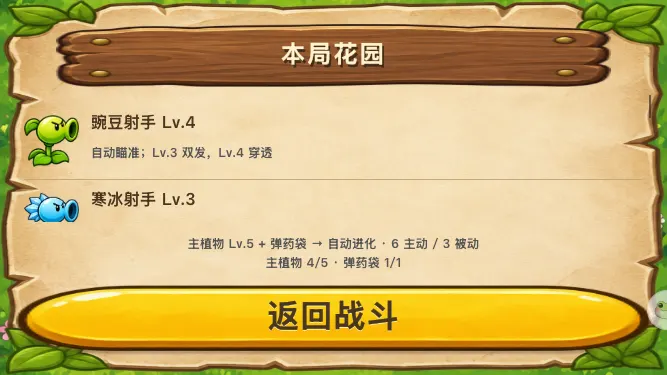 本局花园
豌豆射手 Lv.4
自动瞄准；Lv.3 双发，Lv.4 穿透
寒冰射手 Lv.3
主植物 Lv.5 + 弹药袋 → 自动进化 · 6 主动 / 3 被动
主植物 4/5 · 弹药袋 1/1
返回战斗